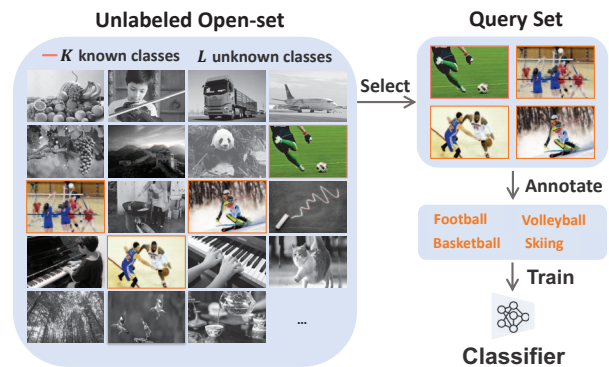 Unlabeled Open-set
K known classes L unknown classes
...
Select
Query Set
Annotate
Football Volleyball
Basketball Skiing
Train
Classifier